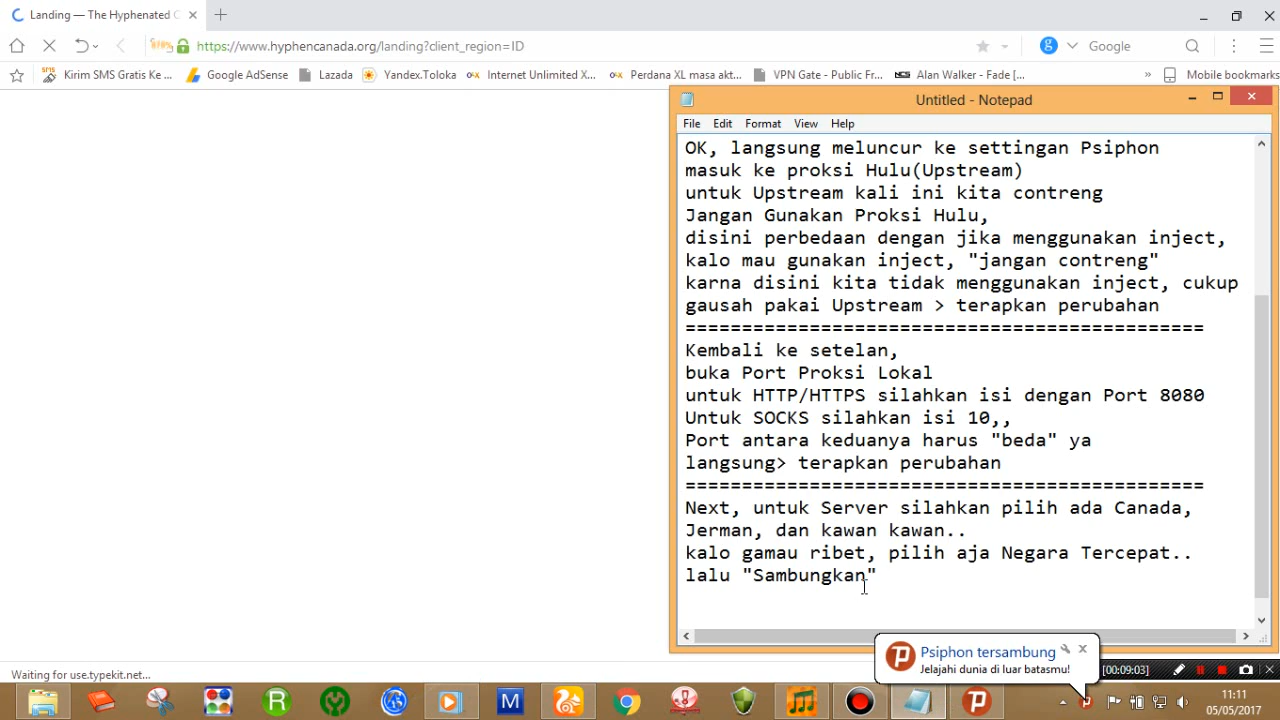 Landing — The Hyphenated C
https://www.hyphencanada.org/landing?client_region=ID
Google
Kirim SMS Gratis Ke ...
Google AdSense
Lazada
Yandex.Toloka
Internet Unlimited X...
Perdana XL masa akt...
VPN Gate - Public Fr...
Alan Walker - Fade [...
»
Mobile bookmarks
Untitled - Notepad
File Edit Format View Help
OK, langsung meluncur ke settingan Psiphon
masuk ke proksi Hulu(Upstream)
untuk Upstream kali ini kita contreng
Jangan Gunakan Proksi Hulu,
disini perbedaan dengan jika menggunakan inject,
kalo mau gunakan inject, "jangan contreng"
karna disini kita tidak menggunakan inject, cukup
gausah pakai Upstream > terapkan perubahan
==============================================
Kembali ke setelan,
buka Port Proksi Lokal
untuk HTTP/HTTPS silahkan isi dengan Port 8080
Untuk SOCKS silahkan isi 10,,
Port antara keduanya harus "beda" ya
langsung> terapkan perubahan
==============================================
Next, untuk Server silahkan pilih ada Canada,
Jerman, dan kawan kawan..
kalo gamau ribet, pilih aja Negara Tercepat..
lalu "Sambungkan"
Psiphon tersambung
Jelajahi dunia di luar batasmu!
[00:09:03]
Waiting for use.typekit.net...
11:11
05/05/2017